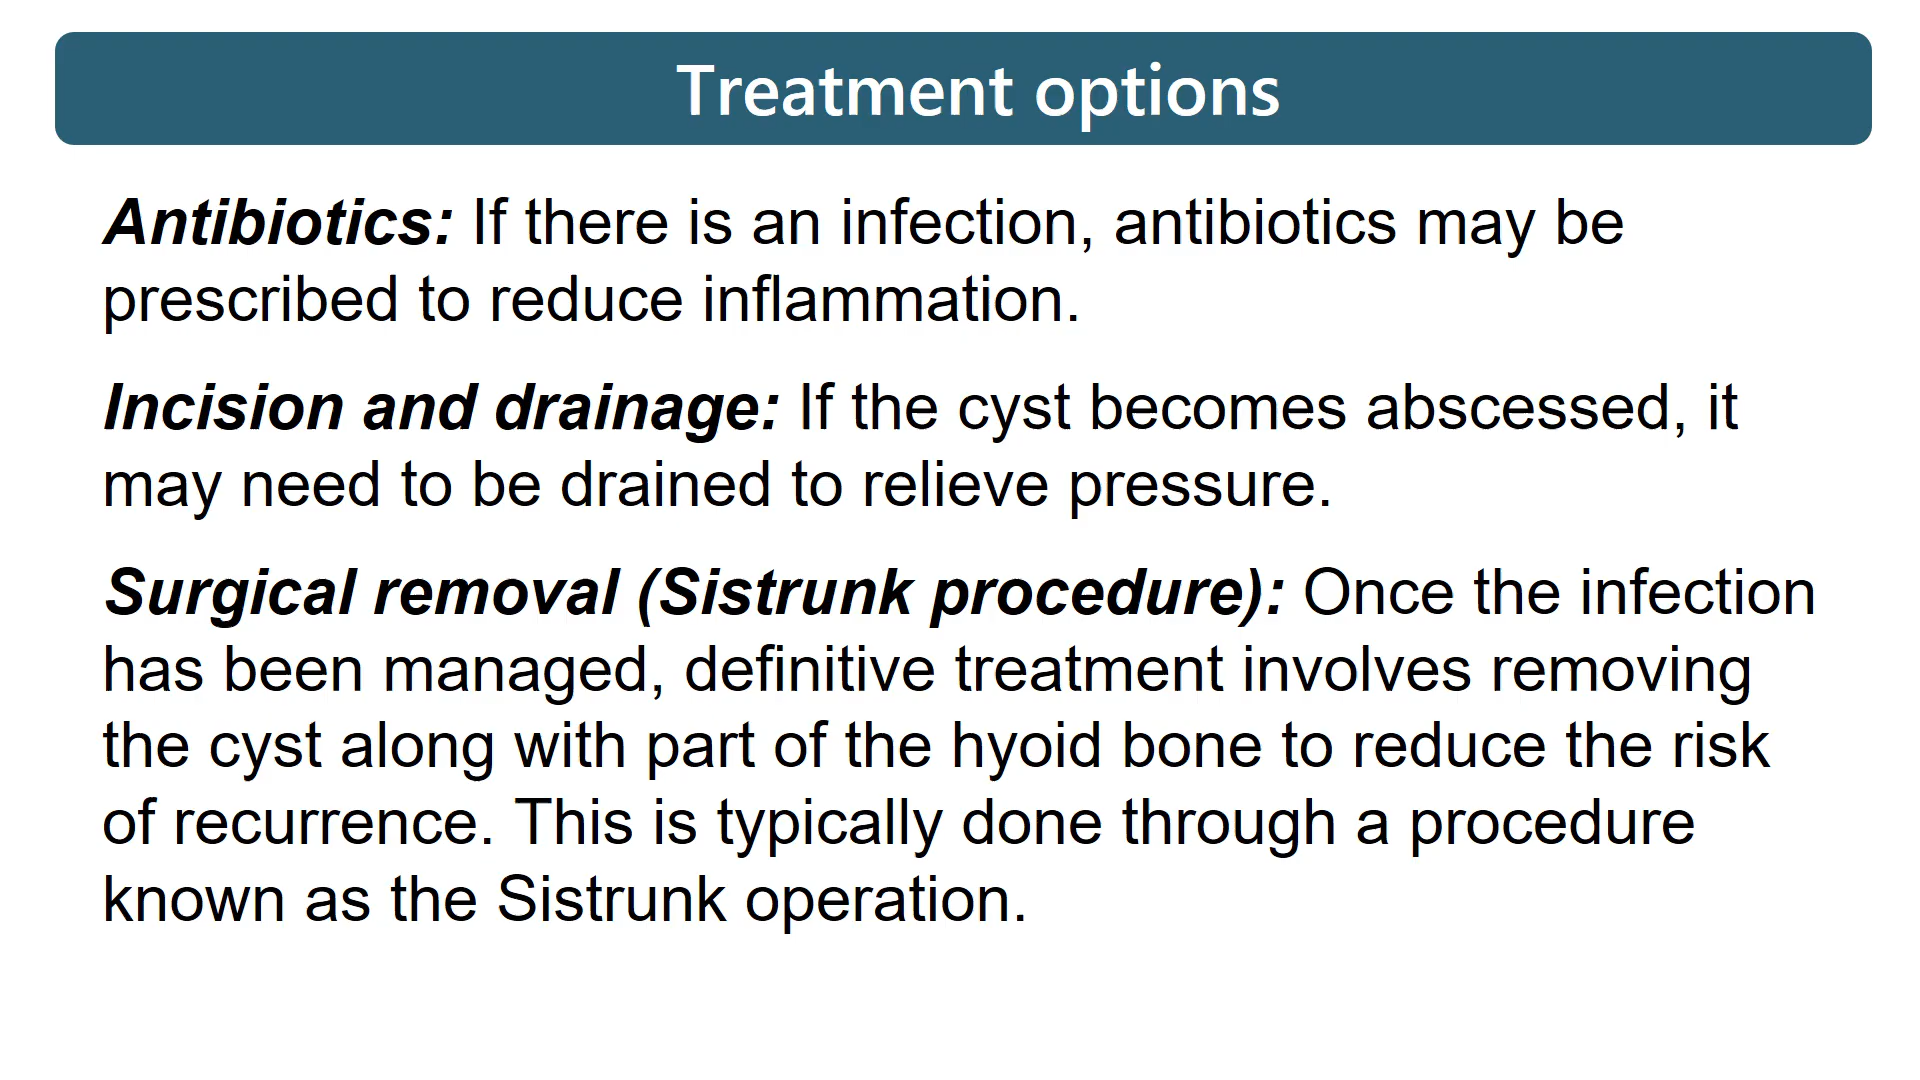 Treatment options
Antibiotics: If there is an infection, antibiotics may be
prescribed to reduce inflammation.
Incision and drainage: If the cyst becomes abscessed, it
may need to be drained to relieve pressure.
Surgical removal (Sistrunk procedure): Once the infection
has been managed, definitive treatment involves removing
the cyst along with part of the hyoid bone to reduce the risk
of recurrence. This is typically done through a procedure
known as the Sistrunk operation.